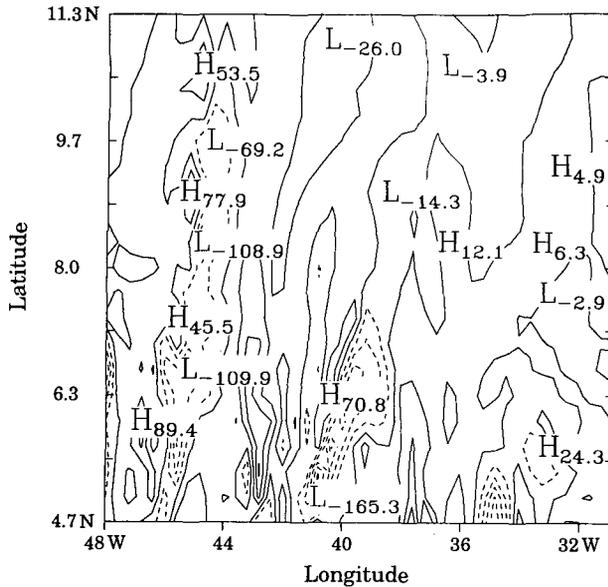 11.3N
H53.5
L-26.0
L-3.9
9.7
L-69.2
H4.9
H77.9
L-14.3
L-108.9
H12.1
H6.3
8.0
L-2.9
H45.5
L-109.9
6.3
H70.8
H89.4
H24.3
L-165.3
4.7N
48W
44
40
36
32W
Latitude
Longitude